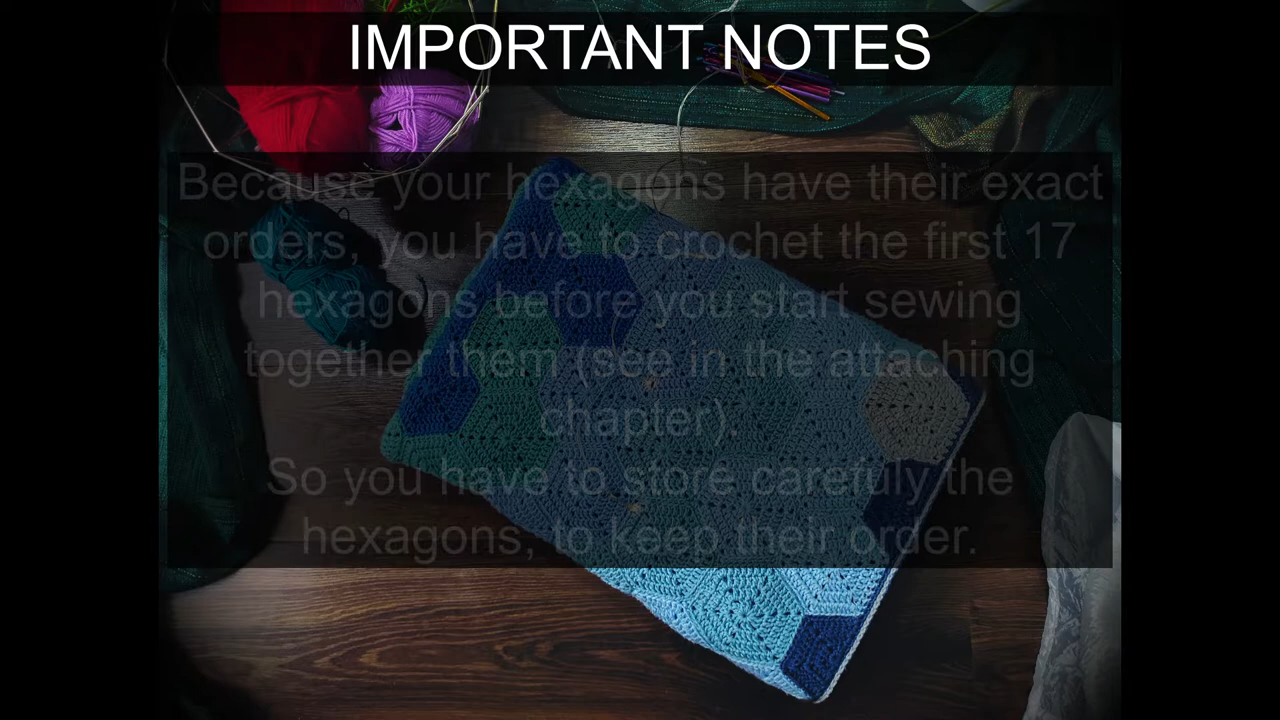 IMPORTANT NOTES
Because your hexagons have their exact
orders, you have to crochet the first 17
hexagons before you start sewing
together them (see in the attaching
chapter).
So you have to store carefuly the
hexagons, to keep their order.